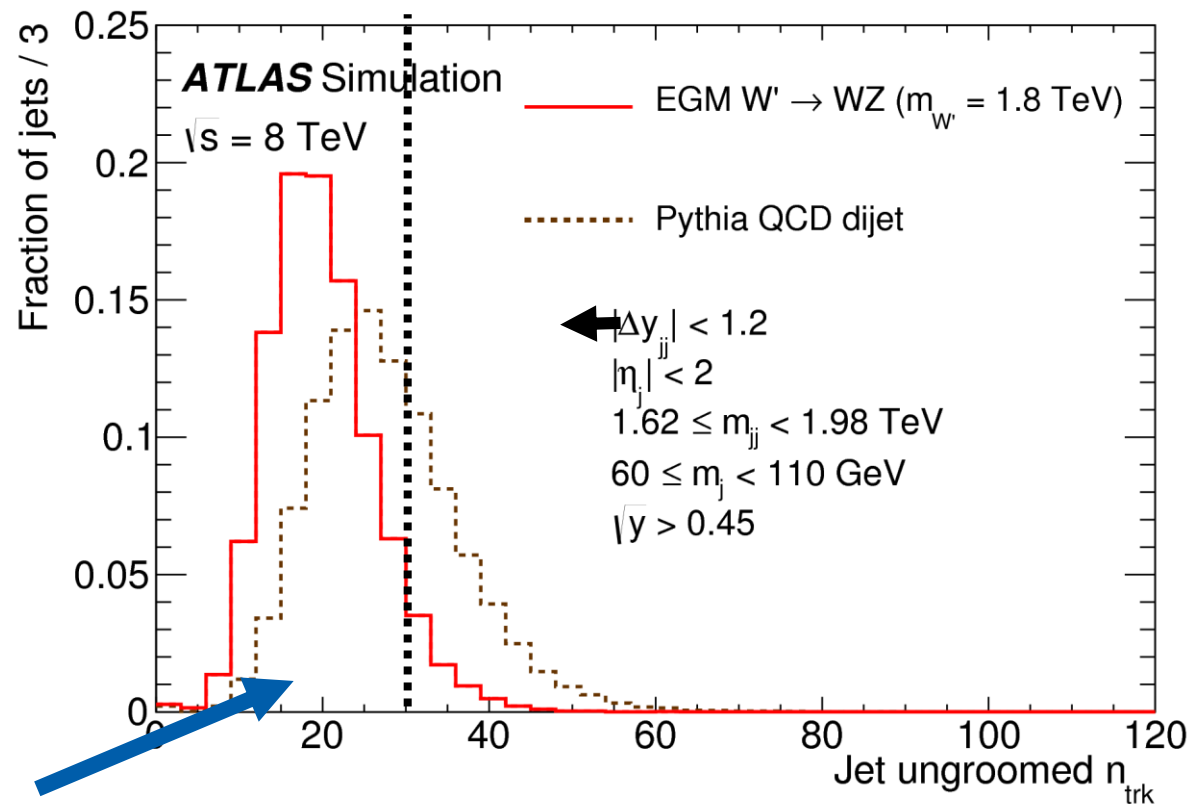 Fraction of jets / 3
0.25
0.2
0.15
0.1
0.05
0
ATLAS Simulation
√s = 8 TeV
EGM W' → WZ (m_W' = 1.8 TeV)
Pythia QCD dijet
|Δy_jj| < 1.2
|η_j| < 2
1.62 ≤ m_jj < 1.98 TeV
60 ≤ m_j < 110 GeV
√y > 0.45
0 20 40 60 80 100 120
Jet ungroomed n_trk